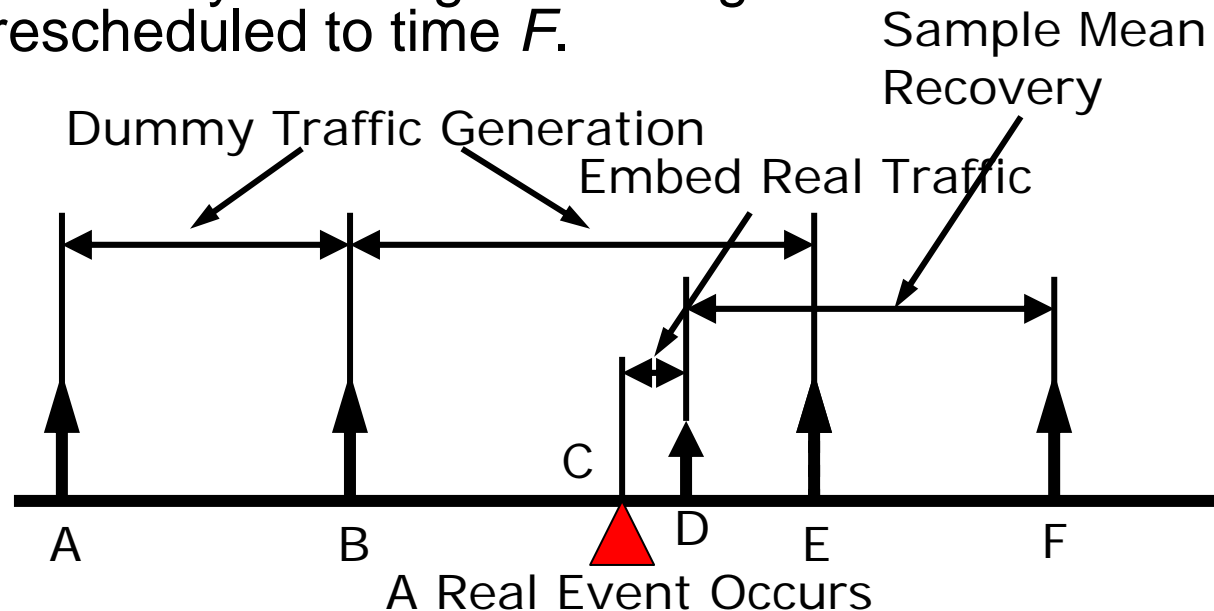 rescheduled to time F.
Sample Mean
Recovery
Dummy Traffic Generation
Embed Real Traffic
C
A
B
D
E
F
A Real Event Occurs